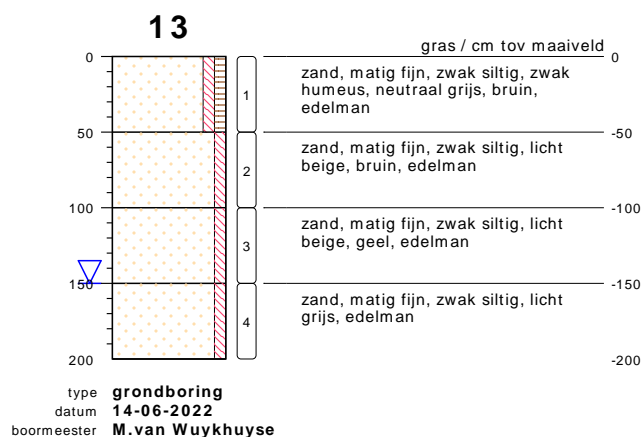 13
gras / cm tov maaiveld
0
0
zand, matig fijn, zwak siltig, zwak
humeus, neutraal grijs, bruin,
edelman
1
50
-50
zand, matig fijn, zwak siltig, licht
beige, bruin, edelman
2
100
-100
zand, matig fijn, zwak siltig, licht
beige, geel, edelman
3
150
-150
zand, matig fijn, zwak siltig, licht
grijs, edelman
4
200
-200
type grondboring
datum 14-06-2022
boormeester M.van Wuykhuyse